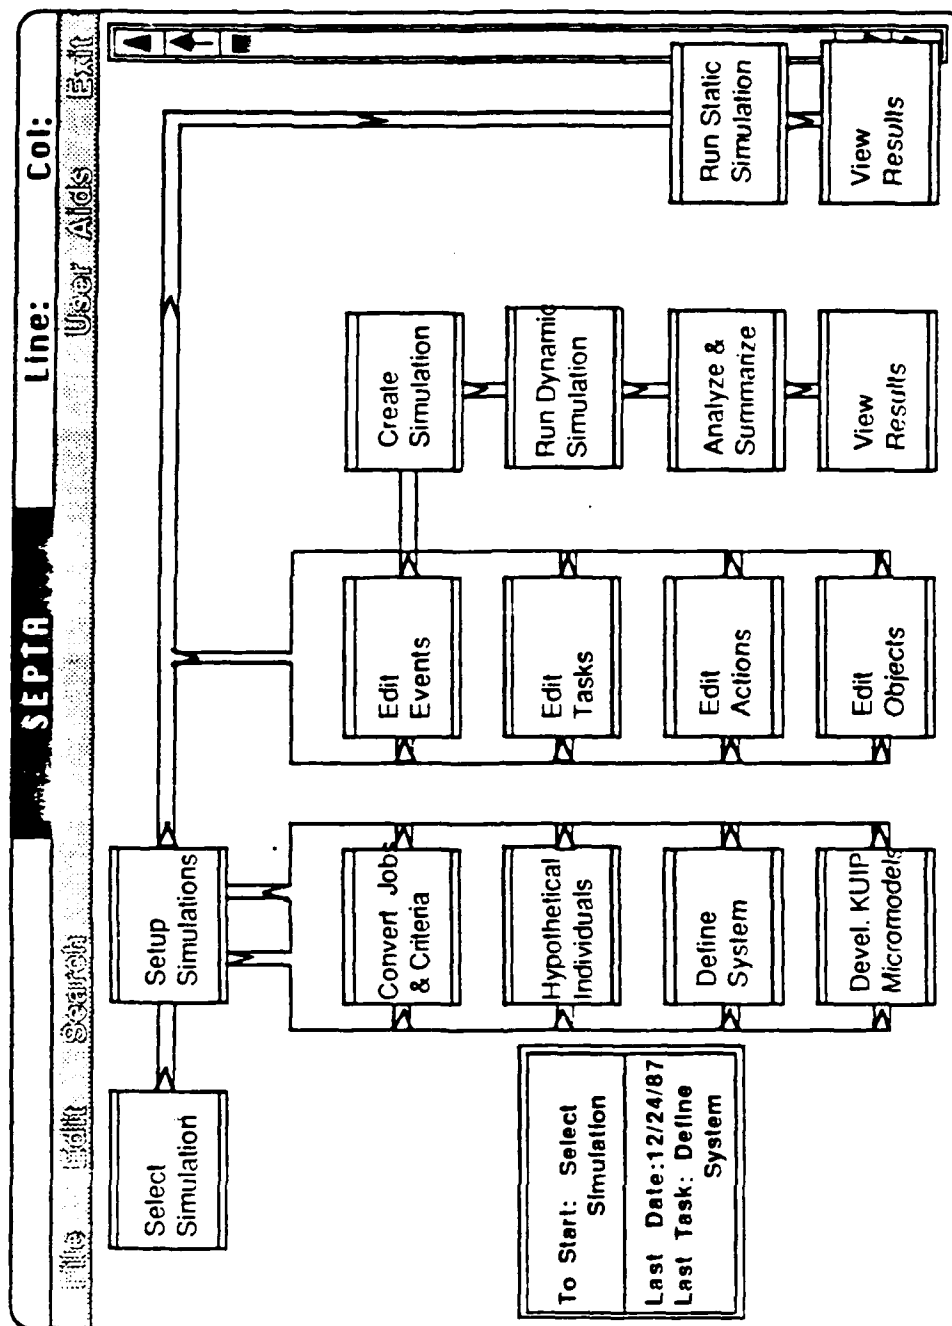 SEPTA
Line:
Col:
File
Edit
Search
User Aids
Exit
Select
Simulation
Setup
Simulations
Convert Jobs
& Criteria
Hypothetical
Individuals
Define
System
Devel. KUIP
Micromodels
Edit
Events
Edit
Tasks
Edit
Actions
Edit
Objects
Create
Simulation
Run Dynamic
Simulation
Analyze &
Summarize
View
Results
Run Static
Simulation
View
Results
To Start: Select
Simulation
Last Date:12/24/87
Last Task: Define
System